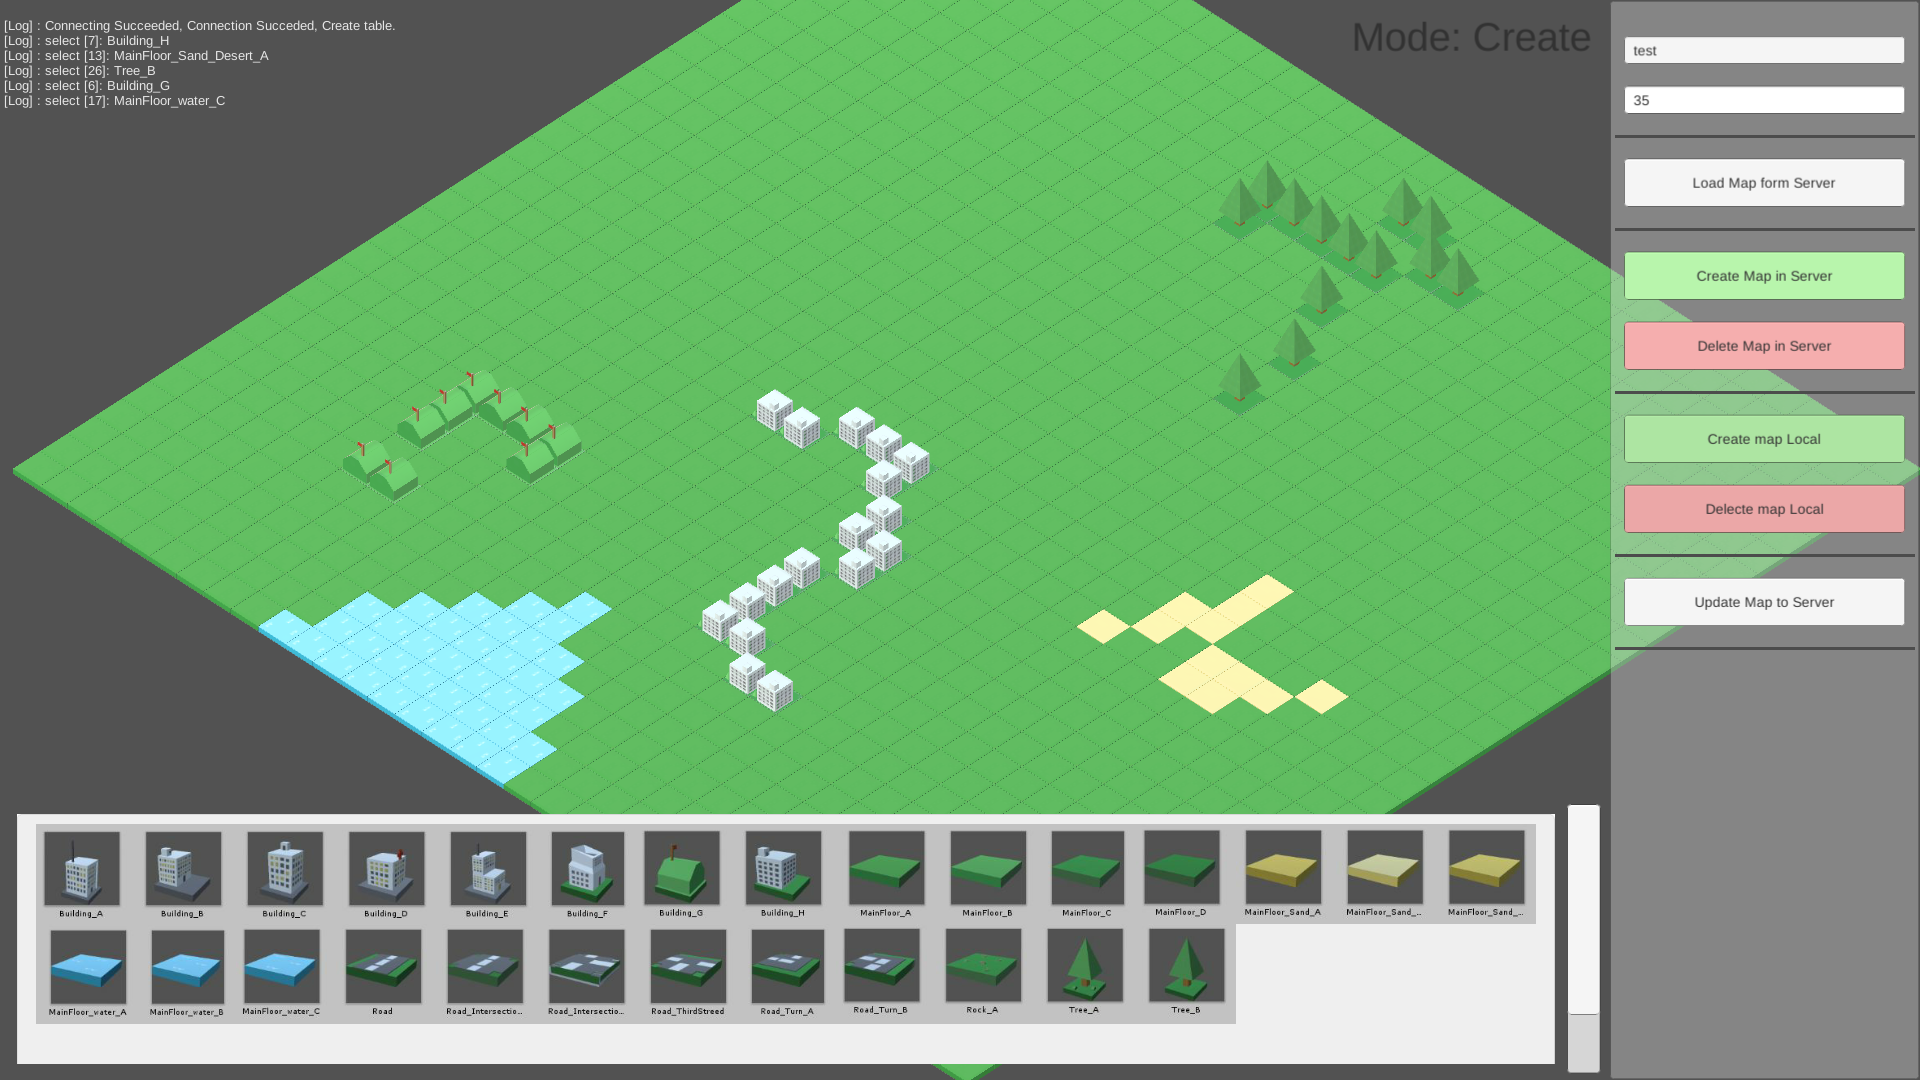 [Log] : Connecting Succeeded, Connection Succeded, Create table.
[Log] : select [7]: Building_H
[Log] : select [13]: MainFloor_Sand_Desert_A
[Log] : select [26]: Tree_B
[Log] : select [6]: Building_G
[Log] : select [17]: MainFloor_water_C
Mode: Create
test
35
Load Map form Server
Create Map in Server
Delete Map in Server
Create map Local
Delecte map Local
Update Map to Server
Building_A
Building_B
Building_C
Building_D
Building_E
Building_F
Building_G
Building_H
MainFloor_A
MainFloor_B
MainFloor_C
MainFloor_D
MainFloor_Sand_A
MainFloor_Sand_...
MainFloor_Sand_...
MainFloor_water_A
MainFloor_water_B
MainFloor_water_C
Road
Road_Intersectio...
Road_Intersectio...
Road_ThirdStreed
Road_Turn_A
Road_Turn_B
Rock_A
Tree_A
Tree_B